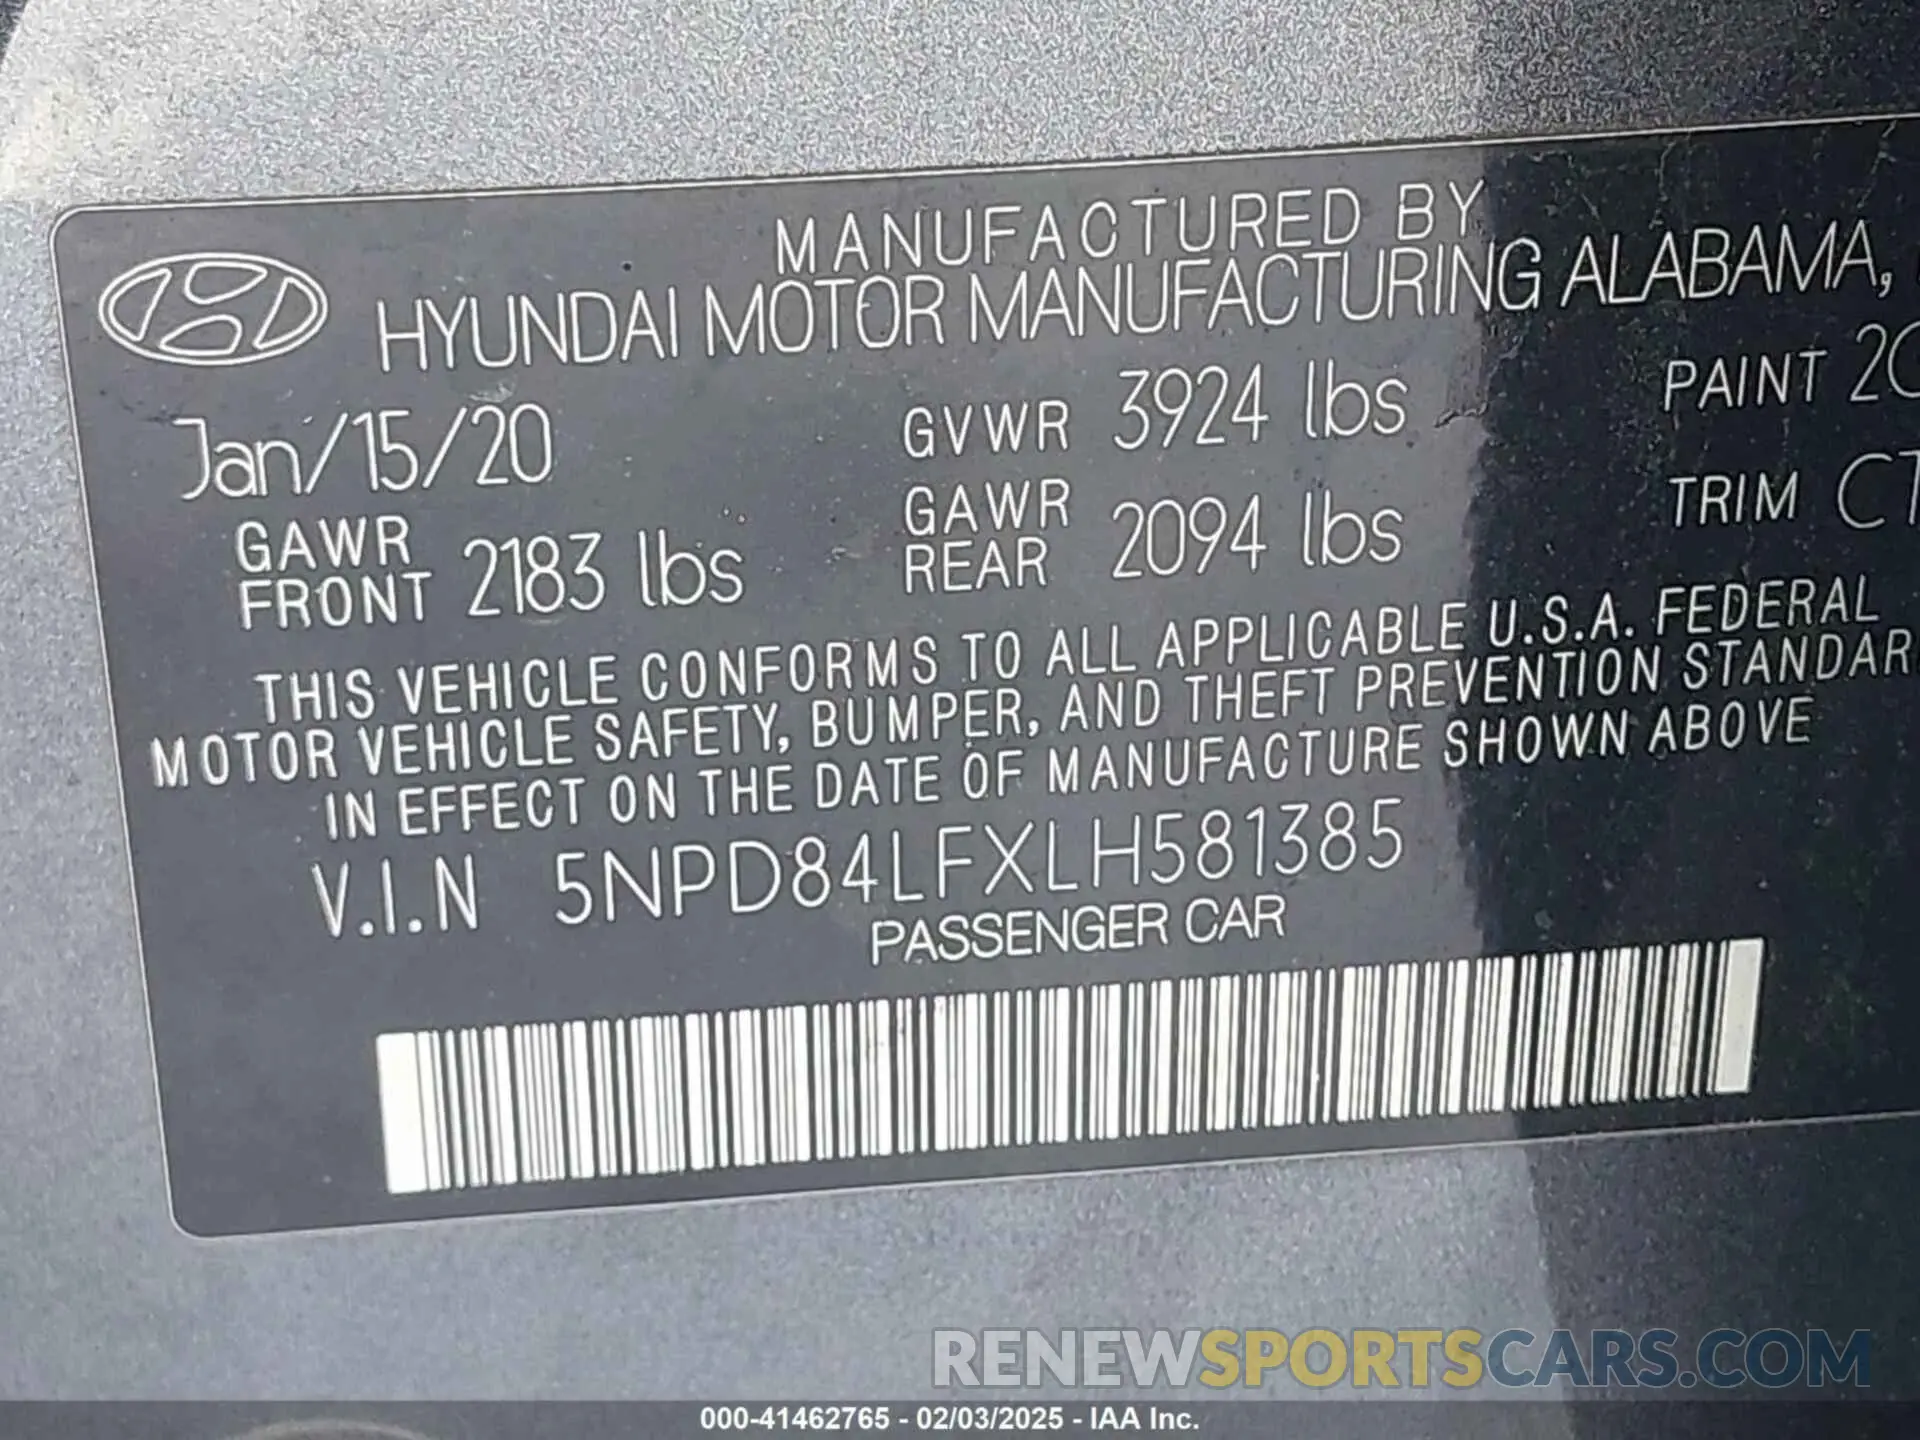 MANUFACTURED BY
HYUNDAI MOTOR MANUFACTURING ALABAMA,
Jan/15/20 GVWR 3924 lbs PAINT
GAWR FRONT 2183 lbs GAWR REAR 2094 lbs TRIM
THIS VEHICLE CONFORMS TO ALL APPLICABLE U.S.A. FEDERAL
MOTOR VEHICLE SAFETY, BUMPER, AND THEFT PREVENTION STANDAR
IN EFFECT ON THE DATE OF MANUFACTURE SHOWN ABOVE
V.I.N 5NPD84LFXLH581385
PASSENGER CAR
RENEWSPORTSCARS.COM
000-41462765 - 02/03/2025 - IAA Inc.